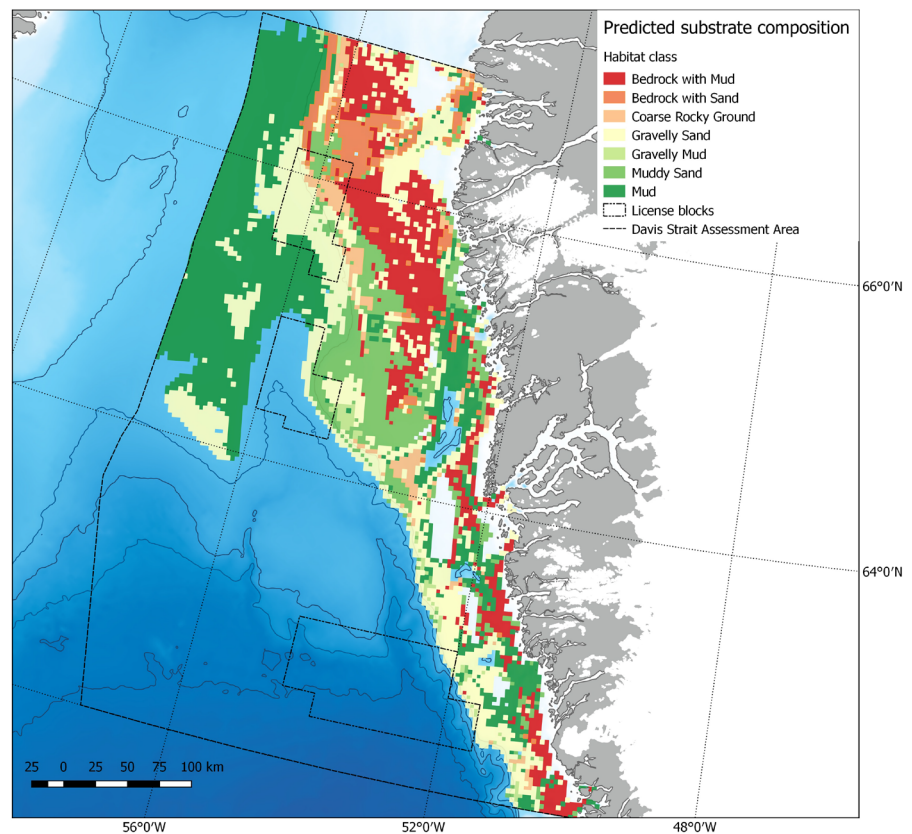 Predicted substrate composition
Habitat class
Bedrock with Mud
Bedrock with Sand
Coarse Rocky Ground
Gravelly Sand
Gravelly Mud
Muddy Sand
Mud
License blocks
Davis Strait Assessment Area
66°0'N
64°0'N
25 0 25 50 75 100 km
56°0'W 52°0'W 48°0'W